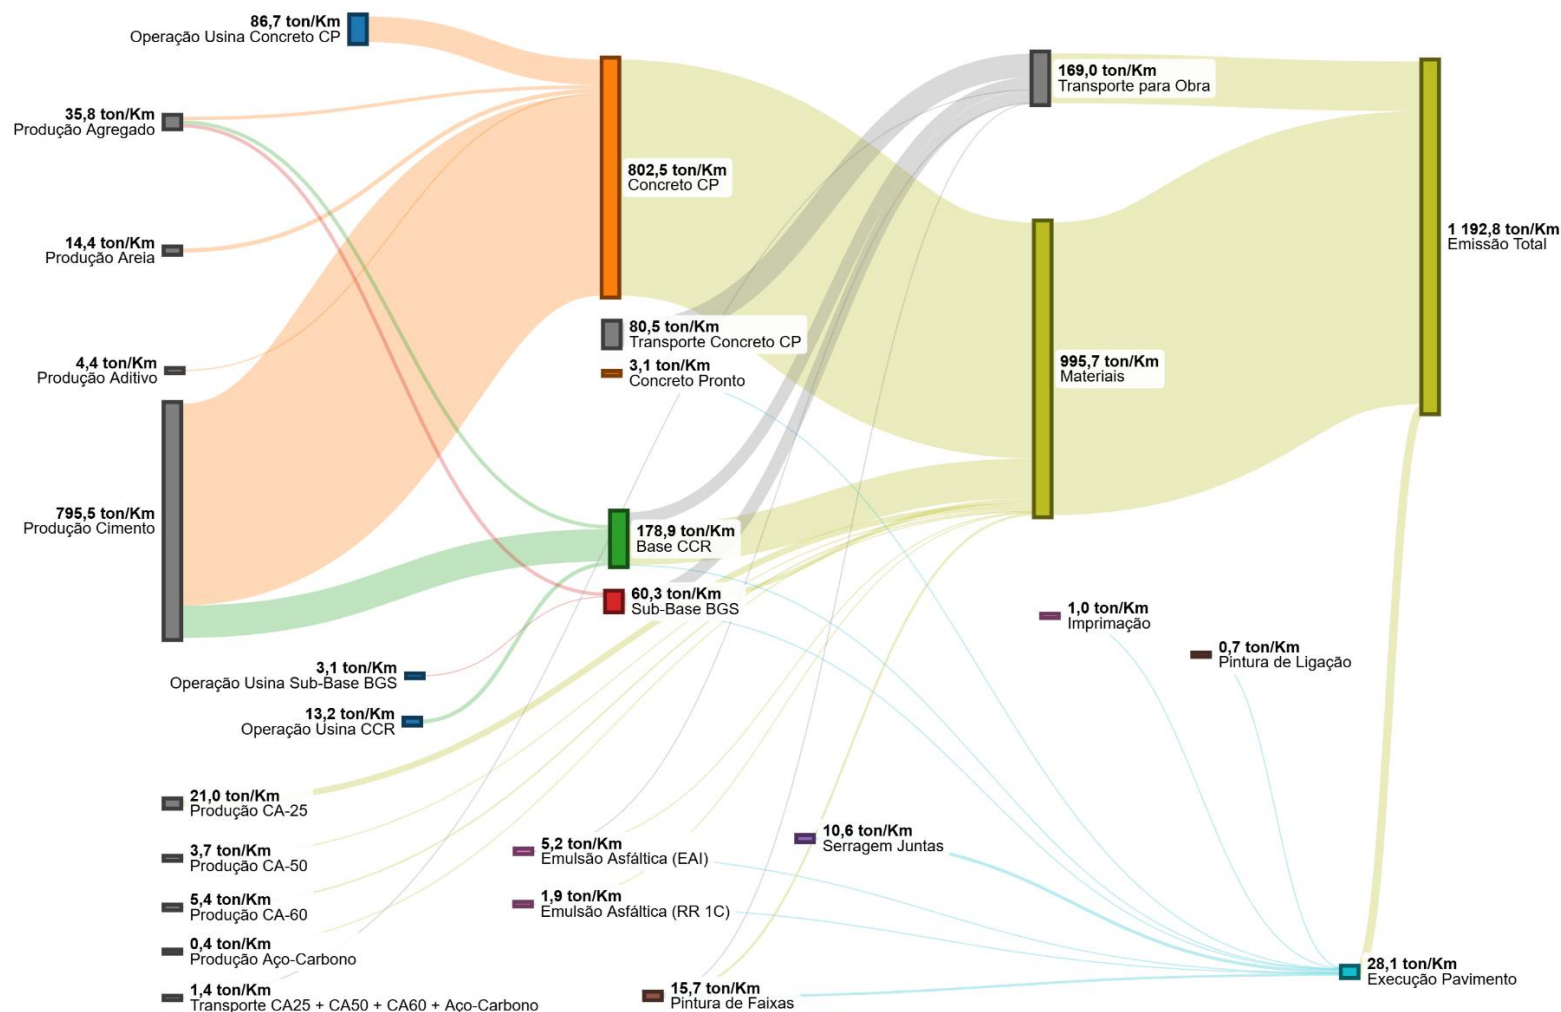 86,7 ton/Km
Operação Usina Concreto CP
35,8 ton/Km
Produção Agregado
14,4 ton/Km
Produção Areia
4,4 ton/Km
Produção Aditivo
795,5 ton/Km
Produção Cimento
3,1 ton/Km
Operação Usina Sub-Base BGS
13,2 ton/Km
Operação Usina CCR
21,0 ton/Km
Produção CA-25
3,7 ton/Km
Produção CA-50
5,4 ton/Km
Produção CA-60
0,4 ton/Km
Produção Aço-Carbono
1,4 ton/Km
Transporte CA25 + CA50 + CA60 + Aço-Carbono
802,5 ton/Km
Concreto CP
80,5 ton/Km
Transporte Concreto CP
3,1 ton/Km
Concreto Pronto
178,9 ton/Km
Base CCR
60,3 ton/Km
Sub-Base BGS
5,2 ton/Km
Emulsão Asfáltica (EAI)
1,9 ton/Km
Emulsão Asfáltica (RR 1C)
15,7 ton/Km
Pintura de Faixas
10,6 ton/Km
Serragem Juntas
169,0 ton/Km
Transporte para Obra
995,7 ton/Km
Materiais
1,0 ton/Km
Imprimação
0,7 ton/Km
Pintura de Ligação
1 192,8 ton/Km
Emissão Total
28,1 ton/Km
Execução Pavimento